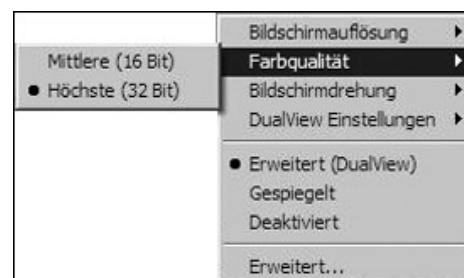 Mittlere (16 Bit)
Höchste (32 Bit)
Bildschirmauflösung
Farbqualität
Bildschirmdrehung
DualView Einstellungen
Erweitert (DualView)
Gespiegelt
Deaktiviert
Erweitert...